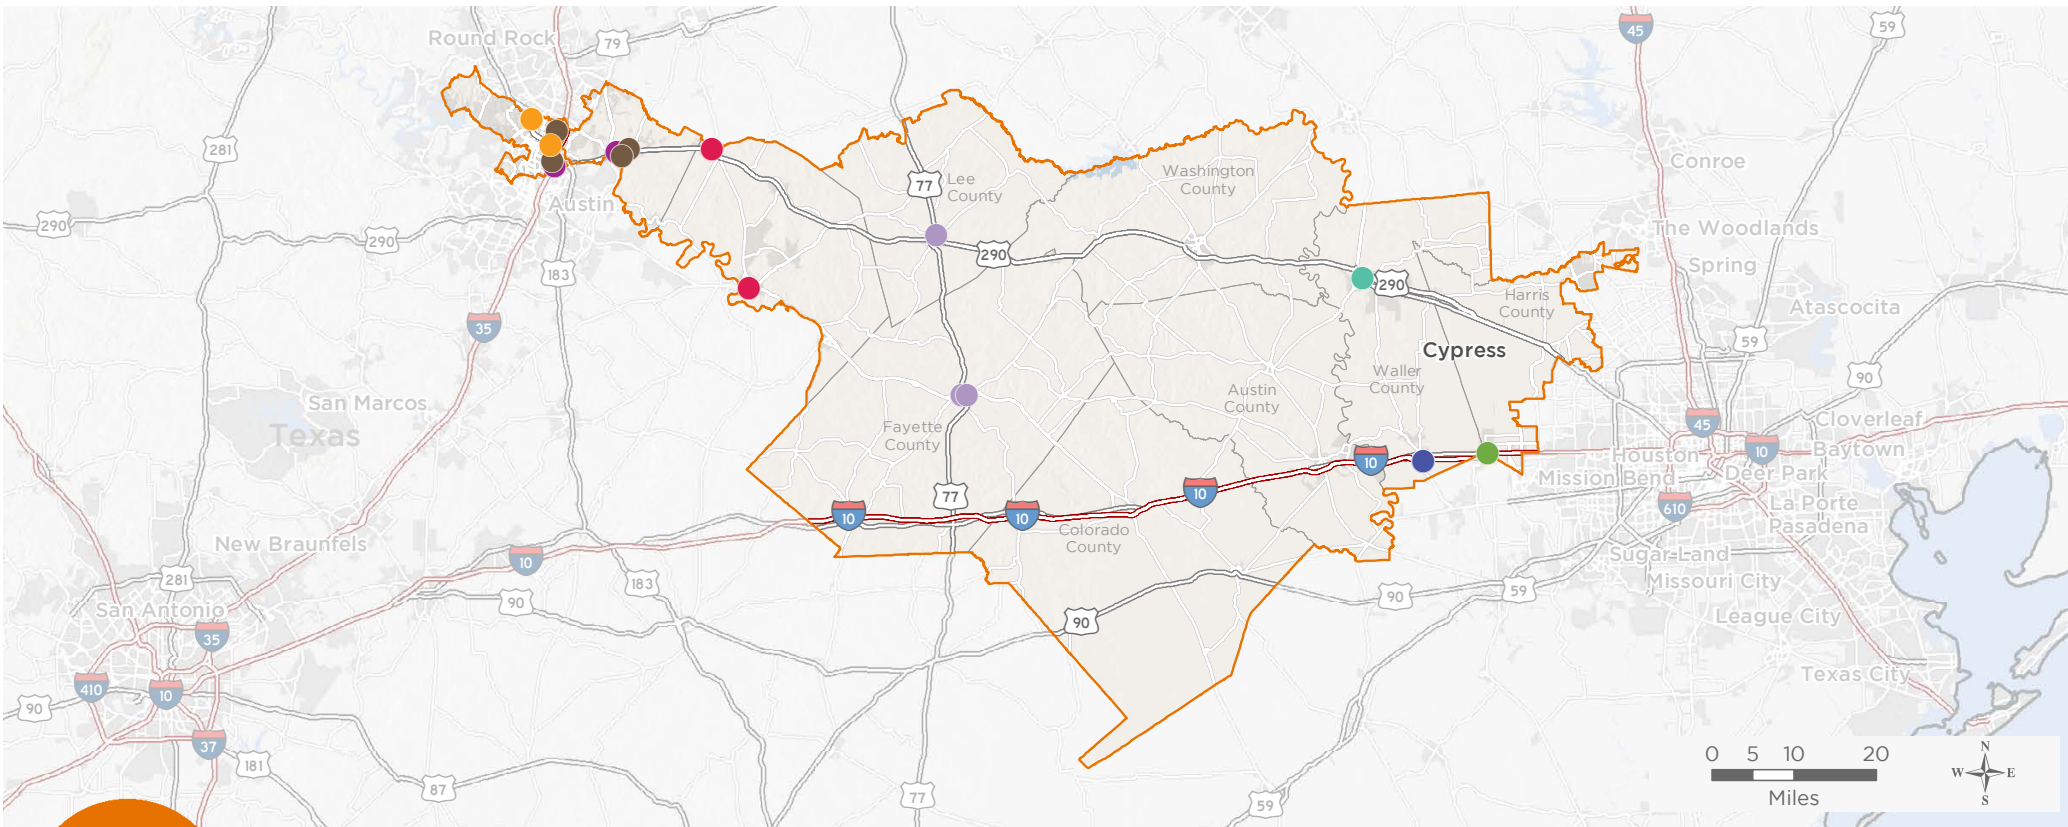 59
45
Round Rock
79
281
Conroe
Washington
County
Lee
County
77
Austin
290
290
The Woodlands
290
Spring
183
290
Harris
County
Atascocita
35
59
Cypress
Waller
County
90
Austin
County
San Marcos
Texas
Cloverleaf
45
Fayette
County
10
Baytown
Houston
10
Deer Park
Mission Bend
77
10
La Porte
610
10
10
Pasadena
Colorado
County
New Braunfels
10
Sugar Land
281
183
Missouri City
59
90
90
San Antonio
League City
90
35
Texas City
410
10
90
37
181
0 5 10 20
Miles
N
W E
S
87
77
59